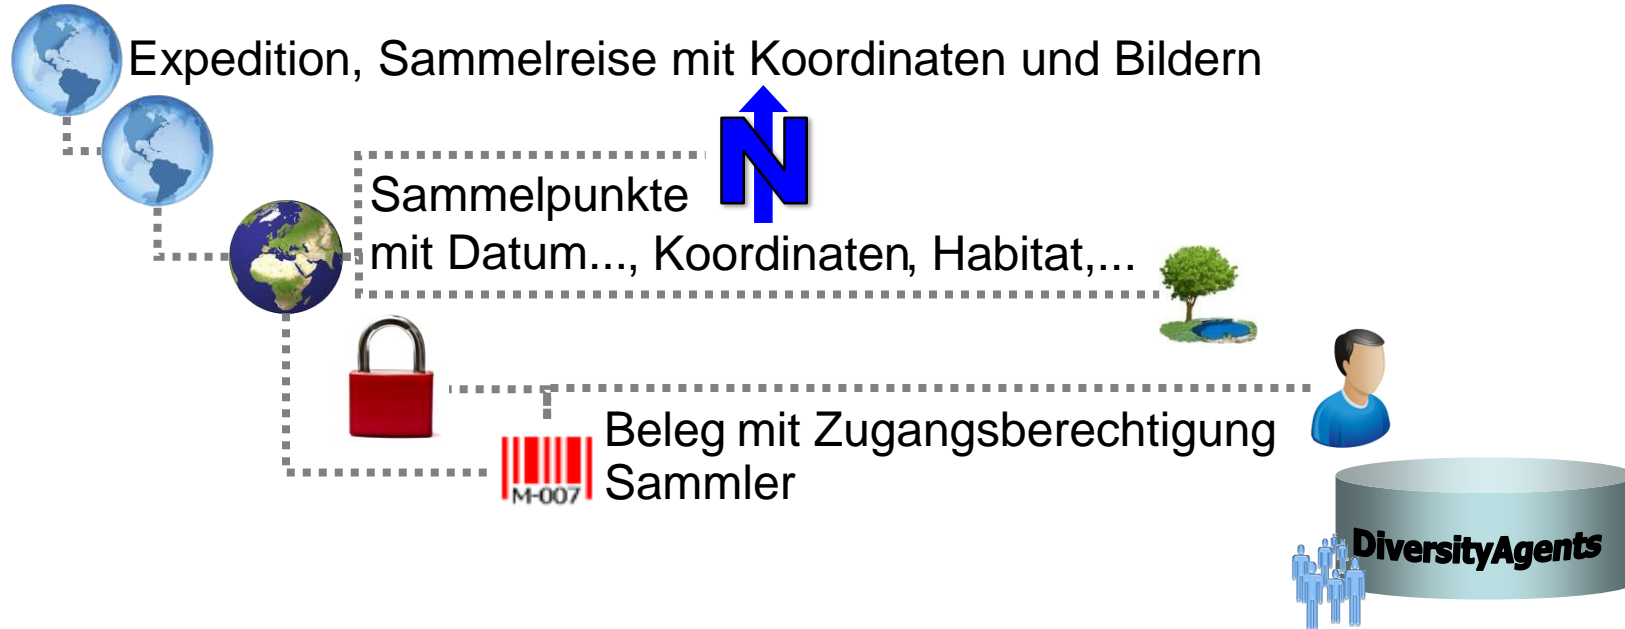 Expedition, Sammelreise mit Koordinaten und Bildern
N
Sammelpunkte
mit Datum..., Koordinaten, Habitat,...
Beleg mit Zugangsberechtigung
Sammler
M-007
DiversityAgents